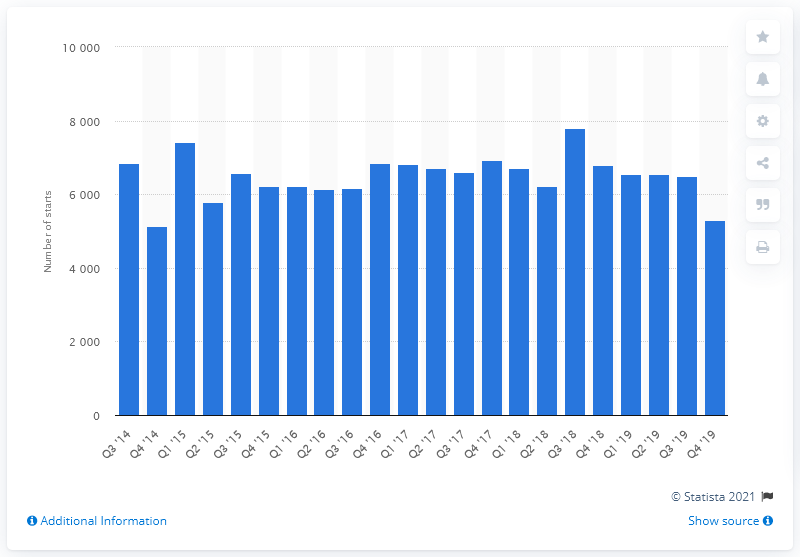 10 000
8 000
6 000
4 000
2 000
0
Number of starts
Q3 '14
Q4 '14
Q1 '15
Q2 '15
Q3 '15
Q4 '15
Q1 '16
Q2 '16
Q3 '16
Q4 '16
Q1 '17
Q2 '17
Q3 '17
Q4 '17
Q1 '18
Q2 '18
Q3 '18
Q4 '18
Q1 '19
Q2 '19
Q3 '19
Q4 '19
© Statista 2021
Additional Information
Show source